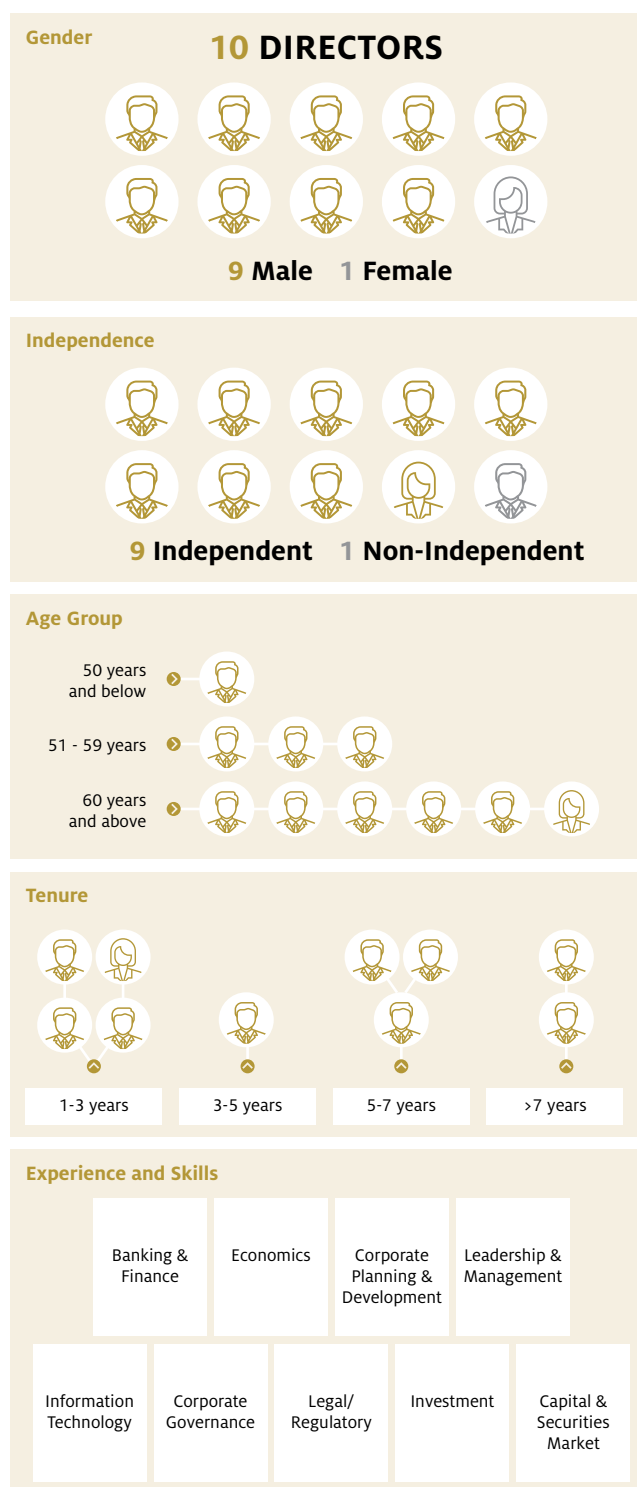 Gender
10 DIRECTORS
9 Male 1 Female
Independence
9 Independent 1 Non-Independent
Age Group
50 years
and below
51 - 59 years
60 years
and above
Tenure
1-3 years
3-5 years
5-7 years
>7 years
Experience and Skills
Banking &
Finance
Economics
Corporate
Planning &
Development
Leadership &
Management
Information
Technology
Corporate
Governance
Legal/
Regulatory
Investment
Capital &
Securities
Market